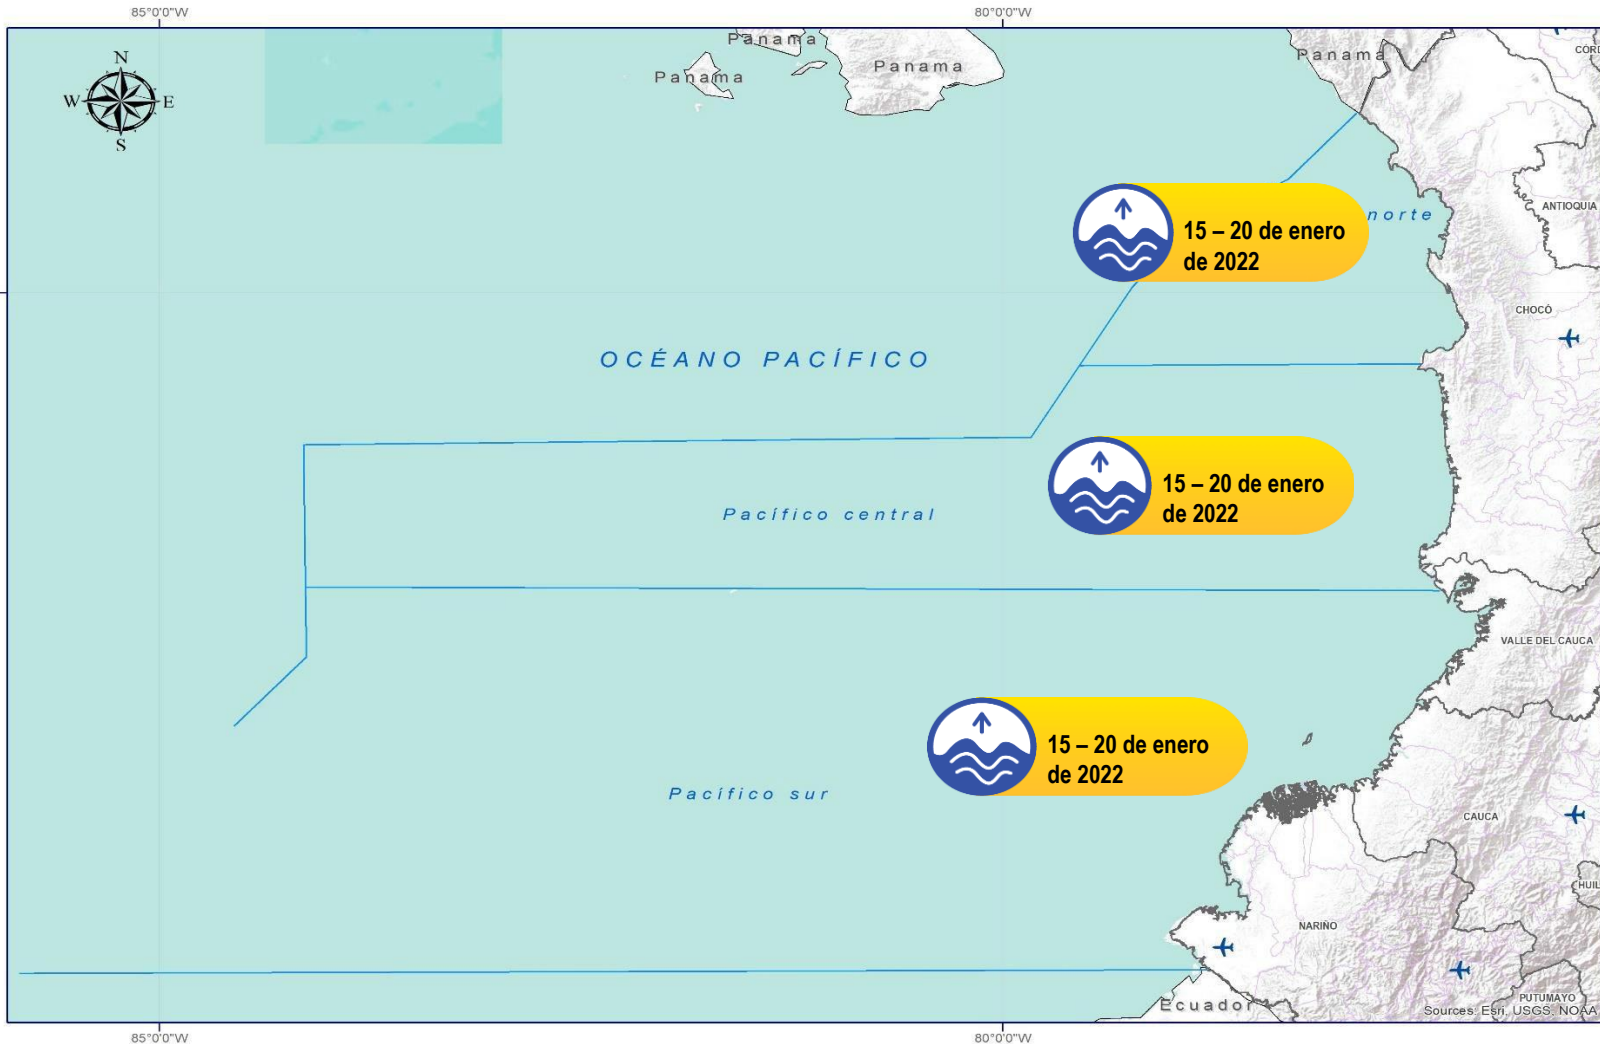 85°0'0"W
80°0'0"W
N
W
E
S
Panama
Panama
Panama
Panama
CÓRD
ANTIOQUIA
norte
15 – 20 de enero
de 2022
CHOCÓ
OCÉANO PACÍFICO
15 – 20 de enero
de 2022
Pacífico central
VALLE DEL CAUCA
15 – 20 de enero
de 2022
Pacífico sur
CAUCA
HUIL
NARIÑO
PUTUMAYO
Ecuador
Sources: Esri, USGS, NOAA
85°0'0"W
80°0'0"W